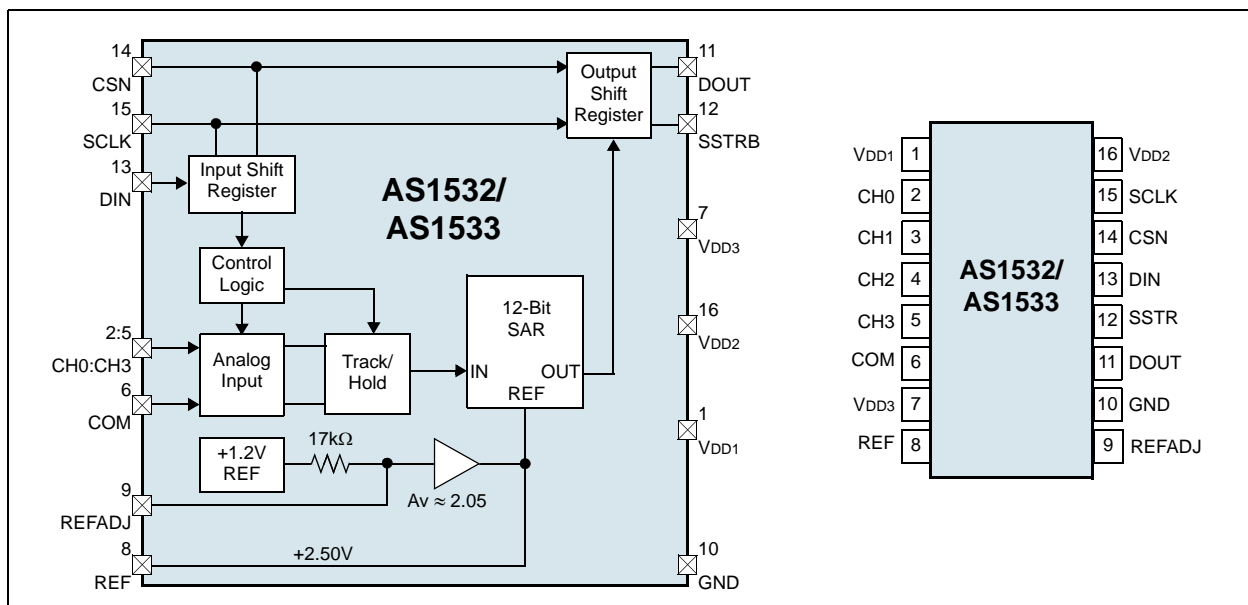 14
CSN
15
SCLK
13
DIN
Input Shift
Register
Control
Logic
2:5
CH0:CH3
6
COM
Analog
Input
Track/
Hold
+1.2V
REF
17kΩ
Av ≈ 2.05
9
REFADJ
8
REF
+2.50V
AS1532/
AS1533
12-Bit
SAR
IN
OUT
REF
Output
Shift
Register
11
DOUT
12
SSTRB
7
VDD3
16
VDD2
1
VDD1
10
GND
VDD1 1
CH0 2
CH1 3
CH2 4
CH3 5
COM 6
VDD3 7
REF 8
AS1532/
AS1533
16 VDD2
15 SCLK
14 CSN
13 DIN
12 SSTR
11 DOUT
10 GND
9 REFADJ